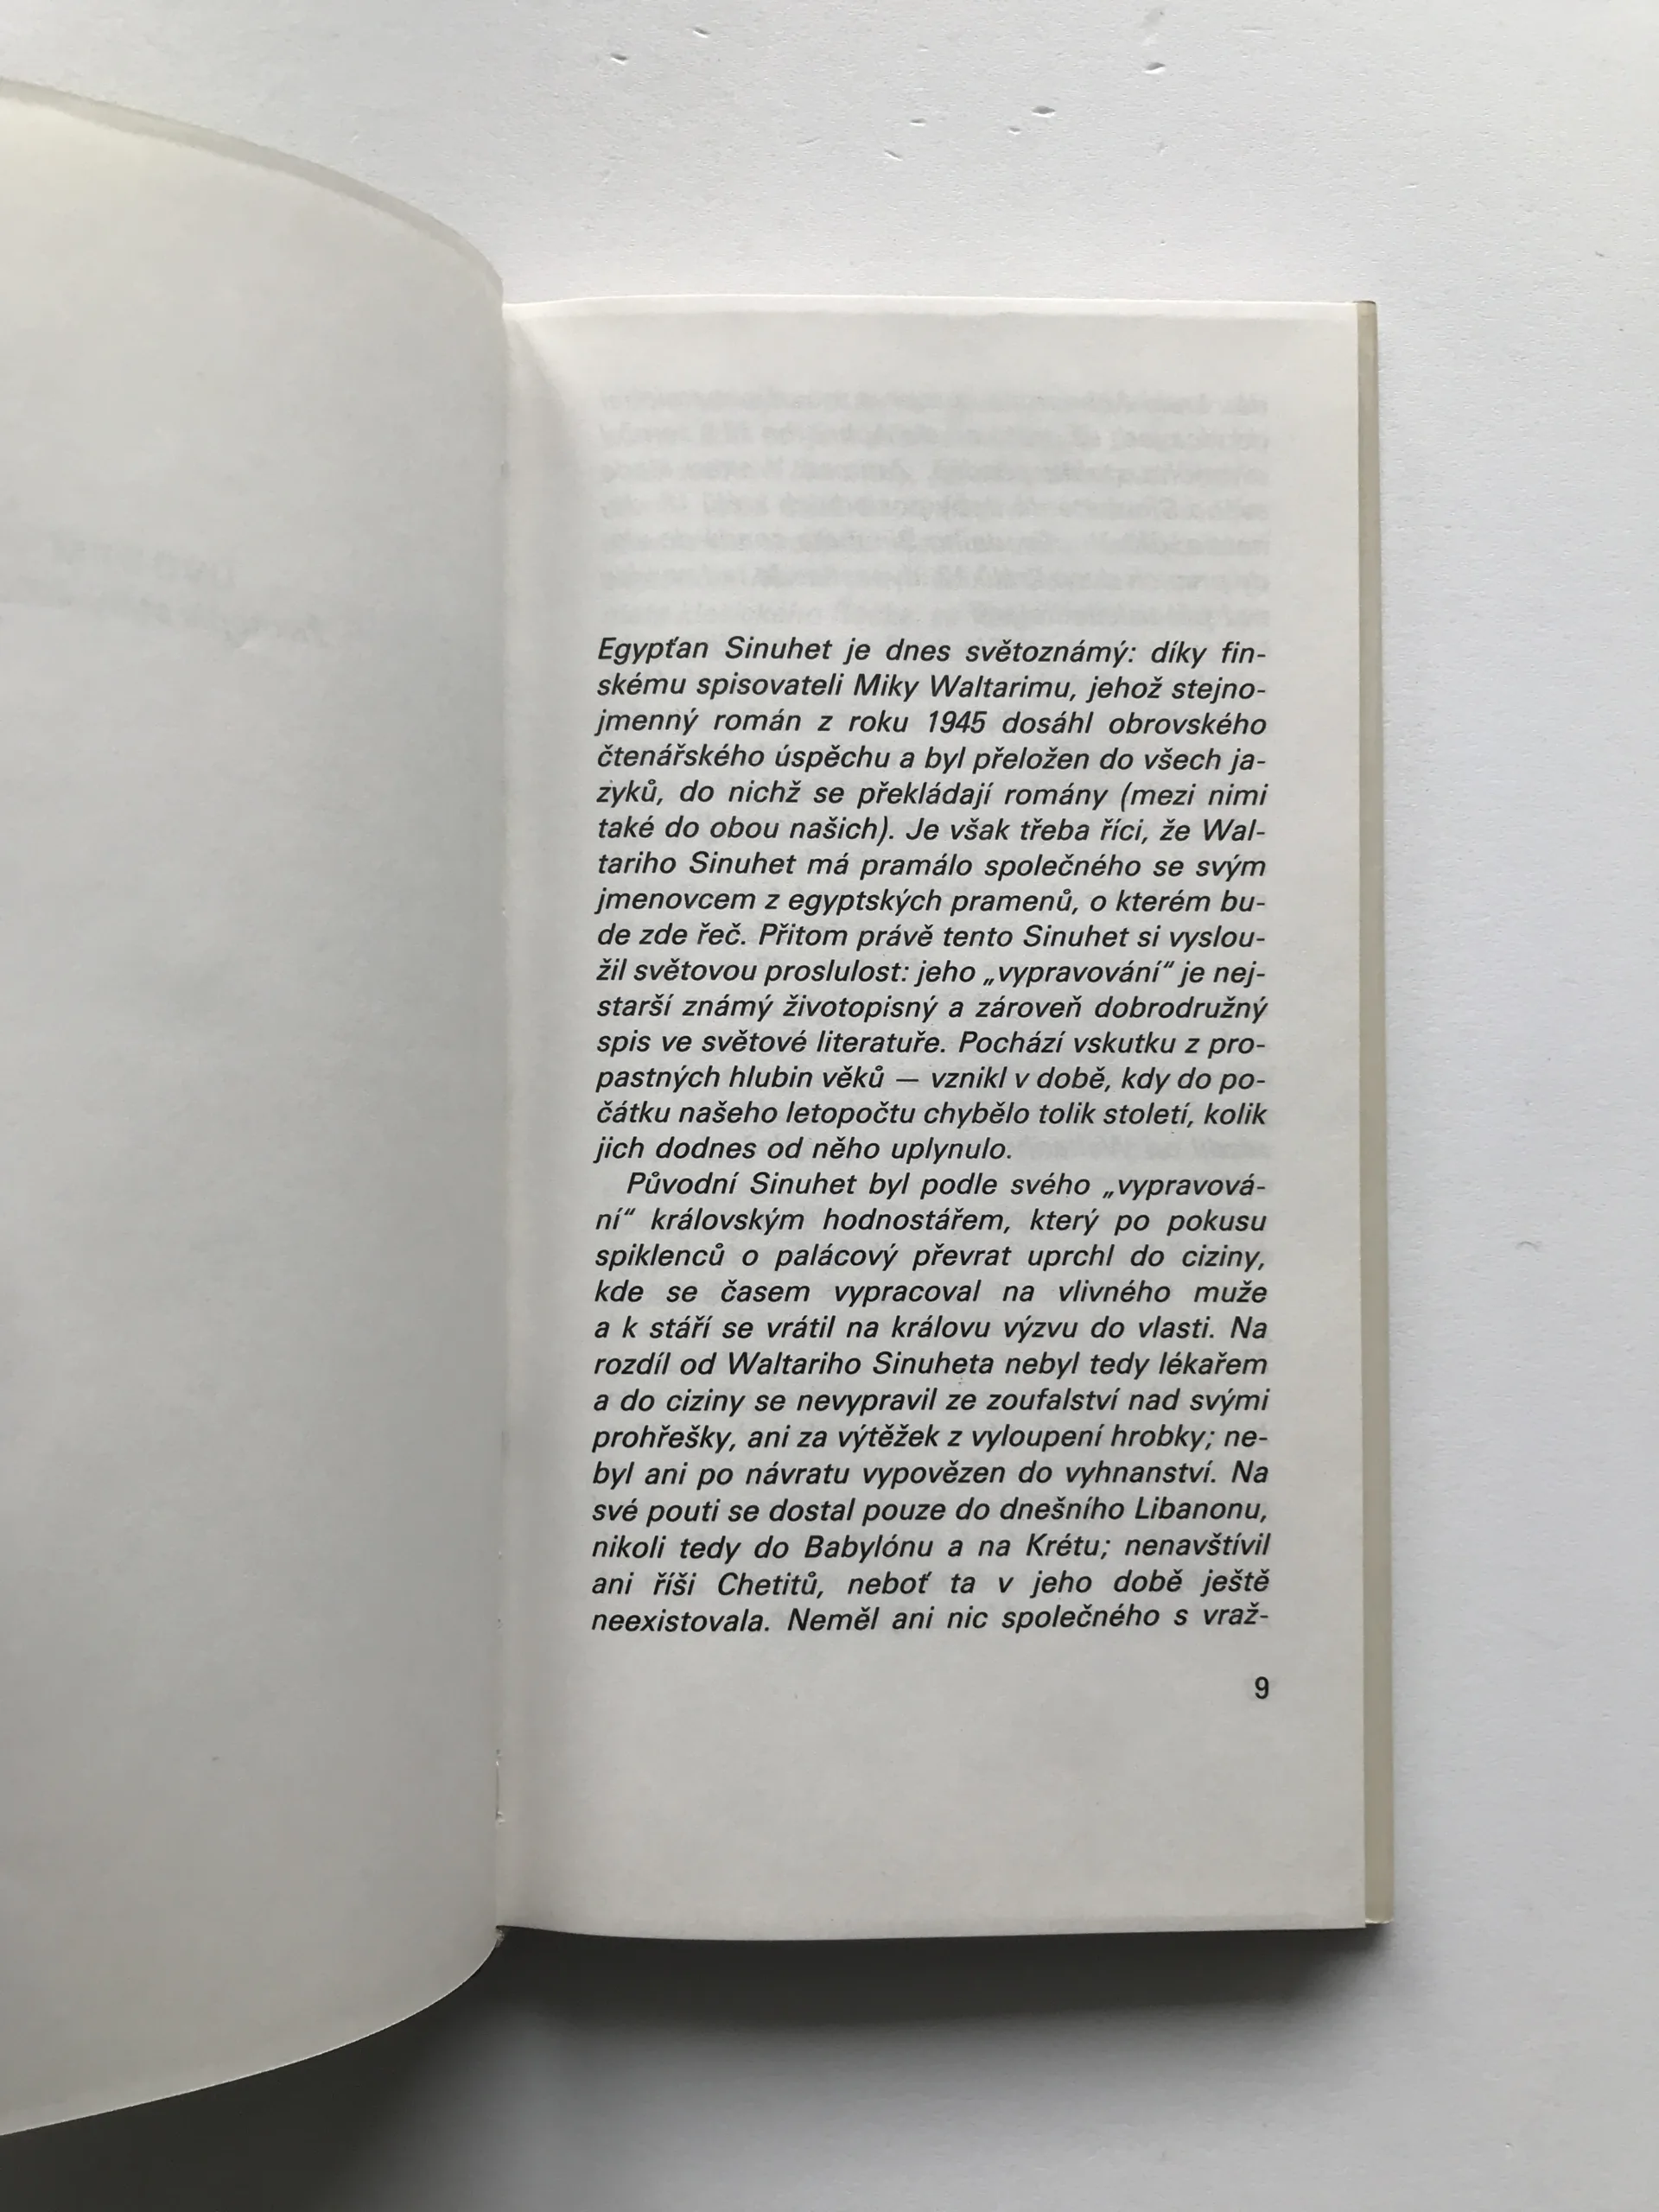 Egypťan Sinuhet je dnes světoznámý: díky fin-
skému spisovateli Miky Waltarimu, jehož stejno-
jmenný román z roku 1945 dosáhl obrovského
čtenářského úspěchu a byl přeložen do všech ja-
zyků, do nichž se překládají romány (mezi nimi
také do obou našich). Je však třeba říci, že Wal-
tariho Sinuhet má pramálo společného se svým
jmenovcem z egyptských pramenů, o kterém bu-
de zde řeč. Přitom právě tento Sinuhet si vyslou-
žil světovou proslulost: jeho „vypravování“ je nej-
starší známý životopisný a zároveň dobrodružný
spis ve světové literatuře. Pochází vskutku z pro-
pastných hlubin věků — vznikl v době, kdy do po-
čátku našeho letopočtu chybělo tolik století, kolik
jich dodnes od něho uplynulo.
Původní Sinuhet byl podle svého „vypravová-
ní“ královským hodnostářem, který po pokusu
spiklenců o palácový převrat uprchl do ciziny,
kde se časem vypracoval na vlivného muže
a k stáří se vrátil na královu výzvu do vlasti. Na
rozdíl od Waltariho Sinuheta nebyl tedy lékařem
a do ciziny se nevypravil ze zoufalství nad svými
prohřešky, ani za výtěžek z vyloupení hrobky; ne-
byl ani po návratu vypovězen do vyhnanství. Na
své pouti se dostal pouze do dnešního Libanonu,
nikoli tedy do Babylónu a na Krétu; nenavštívil
ani říši Chetitů, neboť ta v jeho době ještě
neexistovala. Neměl ani nic společného s vraž-
9